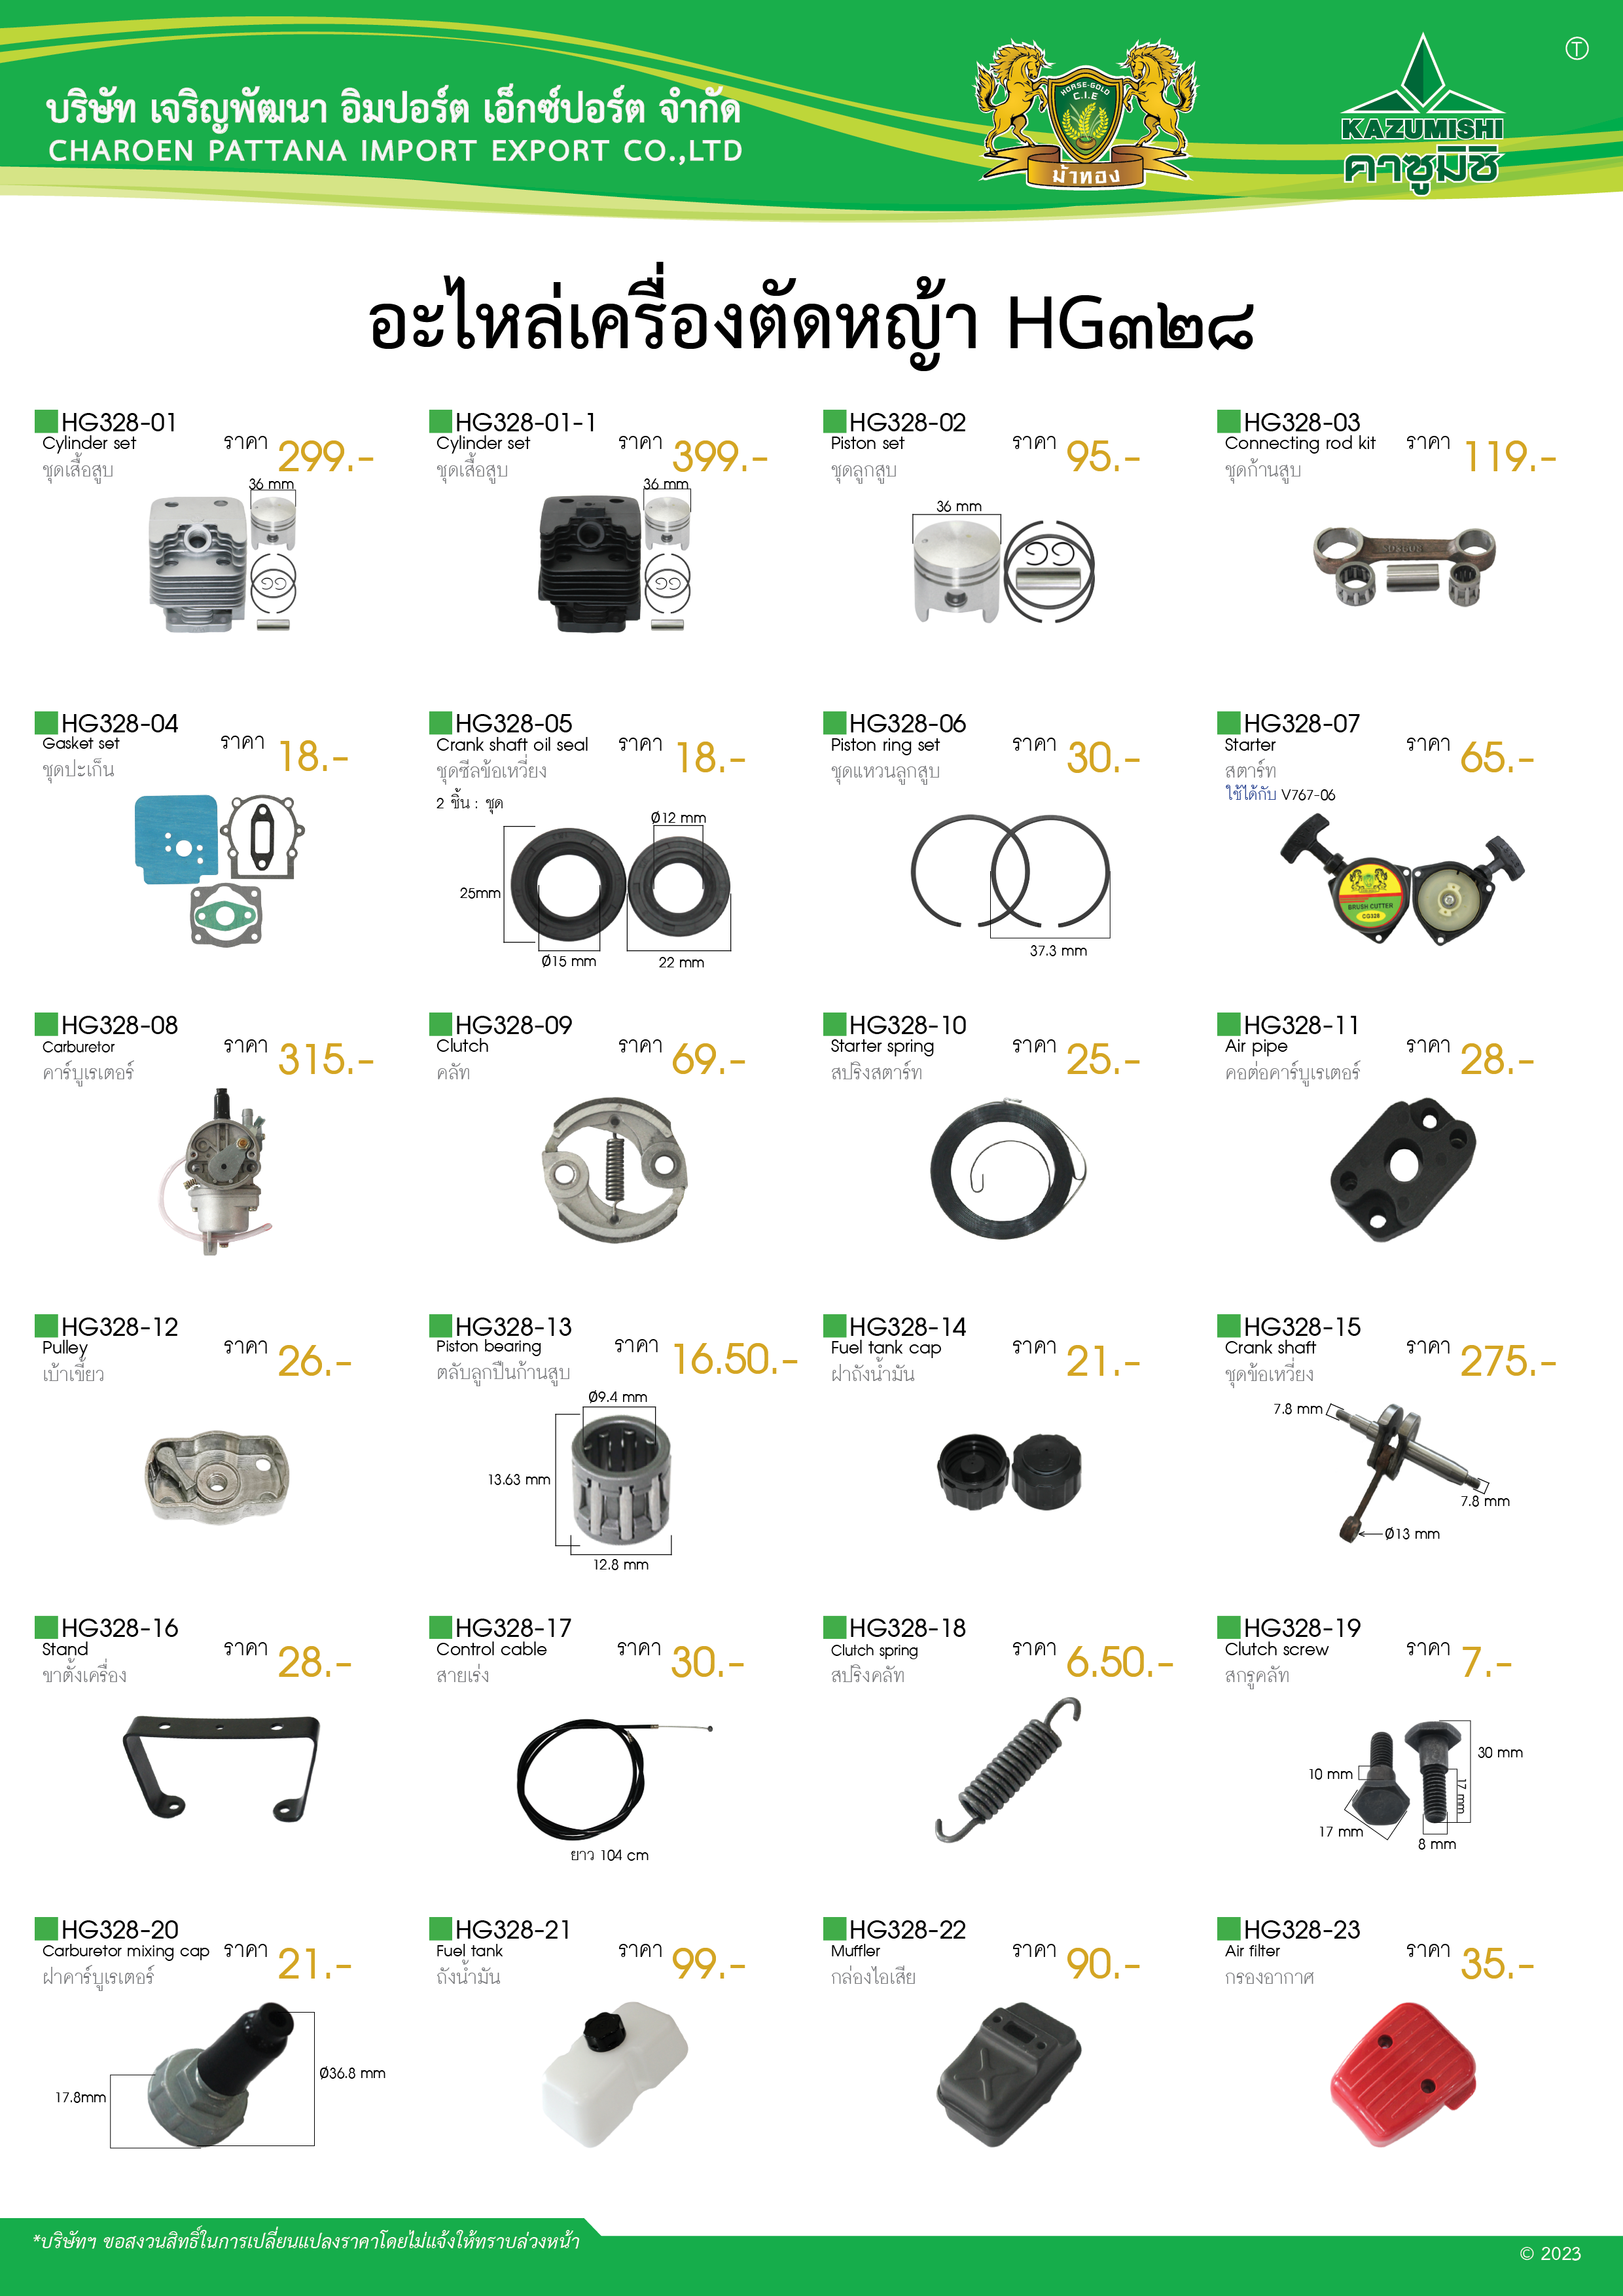 บริษัท เจริญพัฒนา อิมปอร์ต เอ็กซ์ปอร์ต จำกัด
CHAROEN PATTANA IMPORT EXPORT CO.,LTD
HORSE-GOLD
C.I.E
ม้าทอง
KAZUMISHI
คาซูมิชิ
T
อะไหล่เครื่องตัดหญ้า HG๓๒๘
HG328-01
Cylinder set
ราคา 299.-
ชุดเสื้อสูบ
36 mm
HG328-01-1
Cylinder set
ราคา 399.-
ชุดเสื้อสูบ
36 mm
HG328-02
Piston set
ราคา 95.-
ชุดลูกสูบ
36 mm
HG328-03
Connecting rod kit
ราคา 119.-
ชุดก้านสูบ
HG328-04
Gasket set
ราคา 18.-
ชุดปะเก็น
HG328-05
Crank shaft oil seal
ราคา 18.-
ชุดซีลข้อเหวี่ยง
2 ชิ้น : ชุด
Ø12 mm
25mm
Ø15 mm
22 mm
HG328-06
Piston ring set
ราคา 30.-
ชุดแหวนลูกสูบ
37.3 mm
HG328-07
Starter
ราคา 65.-
สตาร์ท
ใช้ได้กับ V767-06
BRUSH CUTTER
CG328
HG328-08
Carburetor
ราคา 315.-
คาร์บูเรเตอร์
HG328-09
Clutch
ราคา 69.-
คลัท
HG328-10
Starter spring
ราคา 25.-
สปริงสตาร์ท
HG328-11
Air pipe
ราคา 28.-
คอต่อคาร์บูเรเตอร์
HG328-12
Pulley
ราคา 26.-
เบ้าเขี้ยว
HG328-13
Piston bearing
ราคา 16.50.-
ตลับลูกปืนก้านสูบ
Ø9.4 mm
13.63 mm
12.8 mm
HG328-14
Fuel tank cap
ราคา 21.-
ฝาถังน้ำมัน
HG328-15
Crank shaft
ราคา 275.-
ชุดข้อเหวี่ยง
7.8 mm
7.8 mm
Ø13 mm
HG328-16
Stand
ราคา 28.-
ขาตั้งเครื่อง
HG328-17
Control cable
ราคา 30.-
สายเร่ง
ยาว 104 cm
HG328-18
Clutch spring
ราคา 6.50.-
สปริงคลัท
HG328-19
Clutch screw
ราคา 7.-
สกรูคลัท
30 mm
10 mm
17 mm
17 mm
8 mm
HG328-20
Carburetor mixing cap
ราคา 21.-
ฝาคาร์บูเรเตอร์
Ø36.8 mm
17.8mm
HG328-21
Fuel tank
ราคา 99.-
ถังน้ำมัน
HG328-22
Muffler
ราคา 90.-
กล่องไอเสีย
HG328-23
Air filter
ราคา 35.-
กรองอากาศ
*บริษัทฯ ขอสงวนสิทธิ์ในการเปลี่ยนแปลงราคาโดยไม่แจ้งให้ทราบล่วงหน้า
© 2023